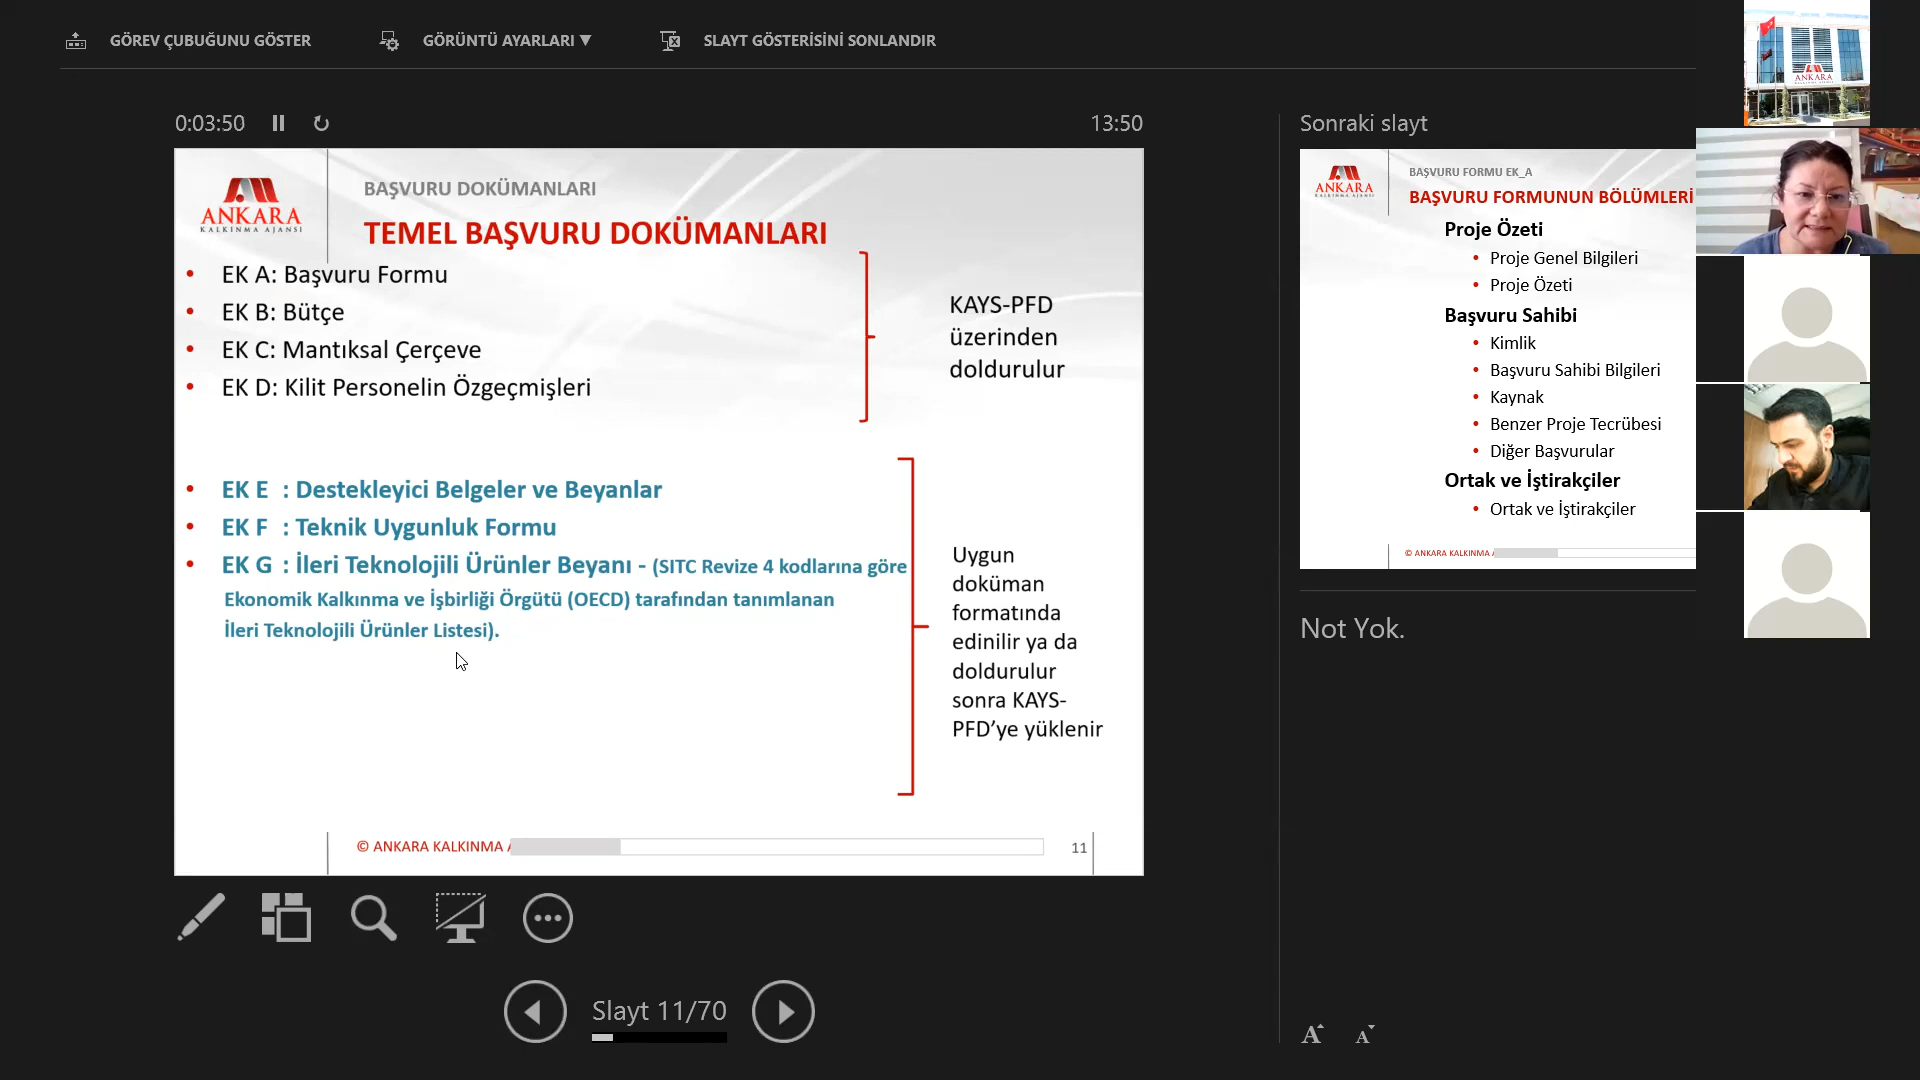 GÖREV ÇUBUĞUNU GÖSTER
GÖRÜNTÜ AYARLARI ▼
SLAYT GÖSTERİSİNİ SONLANDIR
0:03:50
13:50
ANKARA
KALKINMA AJANSI
BAŞVURU DOKÜMANLARI
TEMEL BAŞVURU DOKÜMANLARI
• EK A: Başvuru Formu
• EK B: Bütçe
• EK C: Mantıksal Çerçeve
• EK D: Kilit Personelin Özgeçmişleri
KAYS-PFD
üzerinden
doldurulur
• EK E : Destekleyici Belgeler ve Beyanlar
• EK F : Teknik Uygunluk Formu
• EK G : İleri Teknolojili Ürünler Beyanı - (SITC Revize 4 kodlarına göre
Ekonomik Kalkınma ve İşbirliği Örgütü (OECD) tarafından tanımlanan
İleri Teknolojili Ürünler Listesi).
Uygun
doküman
formatında
edinilir ya da
doldurulur
sonra KAYS-
PFD’ye yüklenir
© ANKARA KALKINMA
11
Slayt 11/70
Sonraki slayt
ANKARA
KALKINMA AJANSI
BAŞVURU FORMU EK_A
BAŞVURU FORMUNUN BÖLÜMLERİ
Proje Özeti
• Proje Genel Bilgileri
• Proje Özeti
Başvuru Sahibi
• Kimlik
• Başvuru Sahibi Bilgileri
• Kaynak
• Benzer Proje Tecrübesi
• Diğer Başvurular
Ortak ve İştirakçiler
• Ortak ve İştirakçiler
© ANKARA KALKINMA
Not Yok.
A A
ANKARA